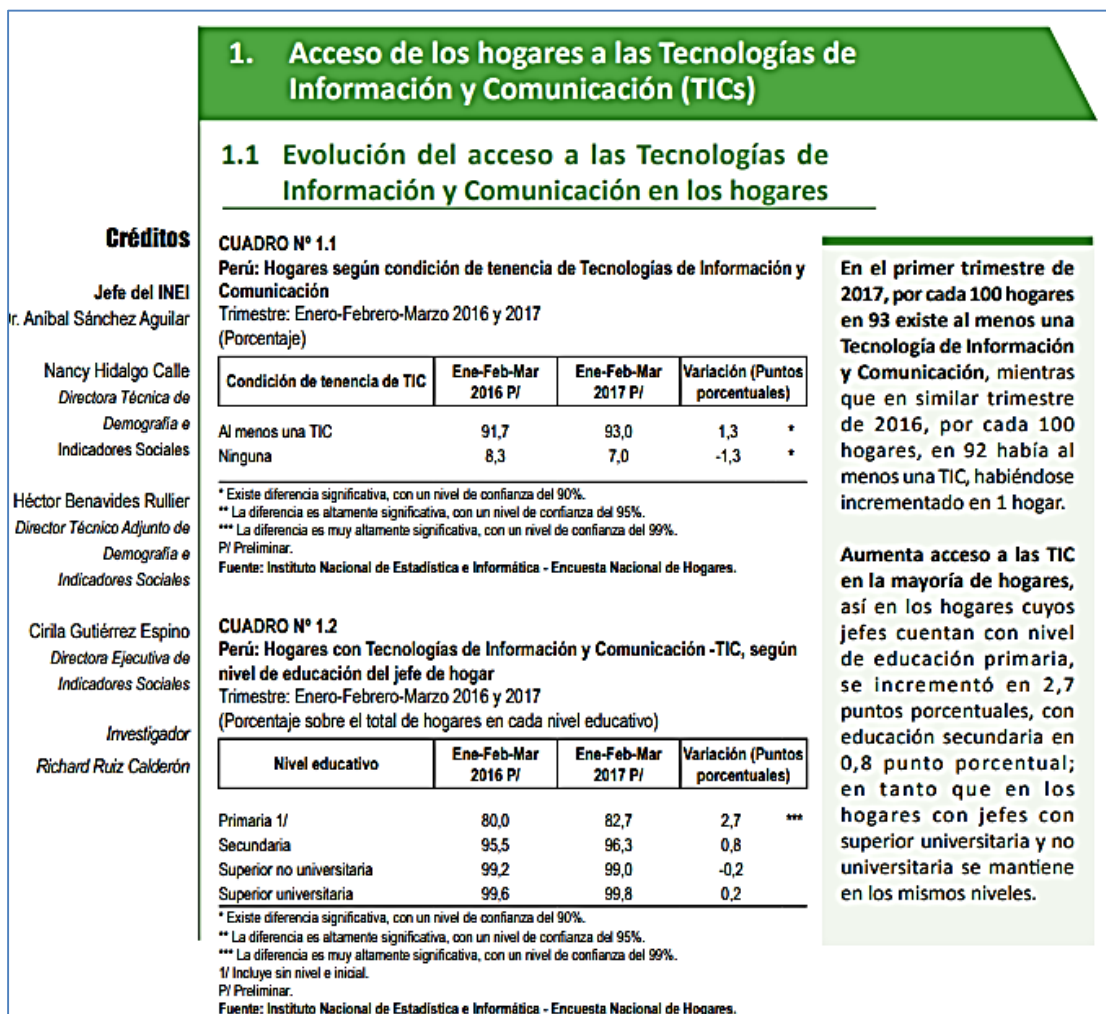 1. Acceso de los hogares a las Tecnologías de
Información y Comunicación (TICs)
1.1 Evolución del acceso a las Tecnologías de
Información y Comunicación en los hogares
Créditos
Jefe del INEI
r. Aníbal Sánchez Aguilar
Nancy Hidalgo Calle
Directora Técnica de
Demografía e
Indicadores Sociales
Héctor Benavides Rullier
Director Técnico Adjunto de
Demografía e
Indicadores Sociales
Cirila Gutiérrez Espino
Directora Ejecutiva de
Indicadores Sociales
Investigador
Richard Ruiz Calderón
CUADRO Nº 1.1
Perú: Hogares según condición de tenencia de Tecnologías de Información y
Comunicación
Trimestre: Enero-Febrero-Marzo 2016 y 2017
(Porcentaje)
Condición de tenencia de TIC Ene-Feb-Mar 2016 P/ Ene-Feb-Mar 2017 P/ Variación (Puntos porcentuales)
Al menos una TIC 91,7 93,0 1,3 *
Ninguna 8,3 7,0 -1,3 *
* Existe diferencia significativa, con un nivel de confianza del 90%.
** La diferencia es altamente significativa, con un nivel de confianza del 95%.
*** La diferencia es muy altamente significativa, con un nivel de confianza del 99%.
P/ Preliminar.
Fuente: Instituto Nacional de Estadística e Informática - Encuesta Nacional de Hogares.
CUADRO Nº 1.2
Perú: Hogares con Tecnologías de Información y Comunicación -TIC, según
nivel de educación del jefe de hogar
Trimestre: Enero-Febrero-Marzo 2016 y 2017
(Porcentaje sobre el total de hogares en cada nivel educativo)
Nivel educativo Ene-Feb-Mar 2016 P/ Ene-Feb-Mar 2017 P/ Variación (Puntos porcentuales)
Primaria 1/ 80,0 82,7 2,7 ***
Secundaria 95,5 96,3 0,8
Superior no universitaria 99,2 99,0 -0,2
Superior universitaria 99,6 99,8 0,2
* Existe diferencia significativa, con un nivel de confianza del 90%.
** La diferencia es altamente significativa, con un nivel de confianza del 95%.
*** La diferencia es muy altamente significativa, con un nivel de confianza del 99%.
1/ Incluye sin nivel e inicial.
P/ Preliminar.
Fuente: Instituto Nacional de Estadística e Informática - Encuesta Nacional de Hogares.
En el primer trimestre de
2017, por cada 100 hogares
en 93 existe al menos una
Tecnología de Información
y Comunicación, mientras
que en similar trimestre
de 2016, por cada 100
hogares, en 92 había al
menos una TIC, habiéndose
incrementado en 1 hogar.
Aumenta acceso a las TIC
en la mayoría de hogares,
así en los hogares cuyos
jefes cuentan con nivel
de educación primaria,
se incrementó en 2,7
puntos porcentuales, con
educación secundaria en
0,8 punto porcentual;
en tanto que en los
hogares con jefes con
superior universitaria y no
universitaria se mantiene
en los mismos niveles.